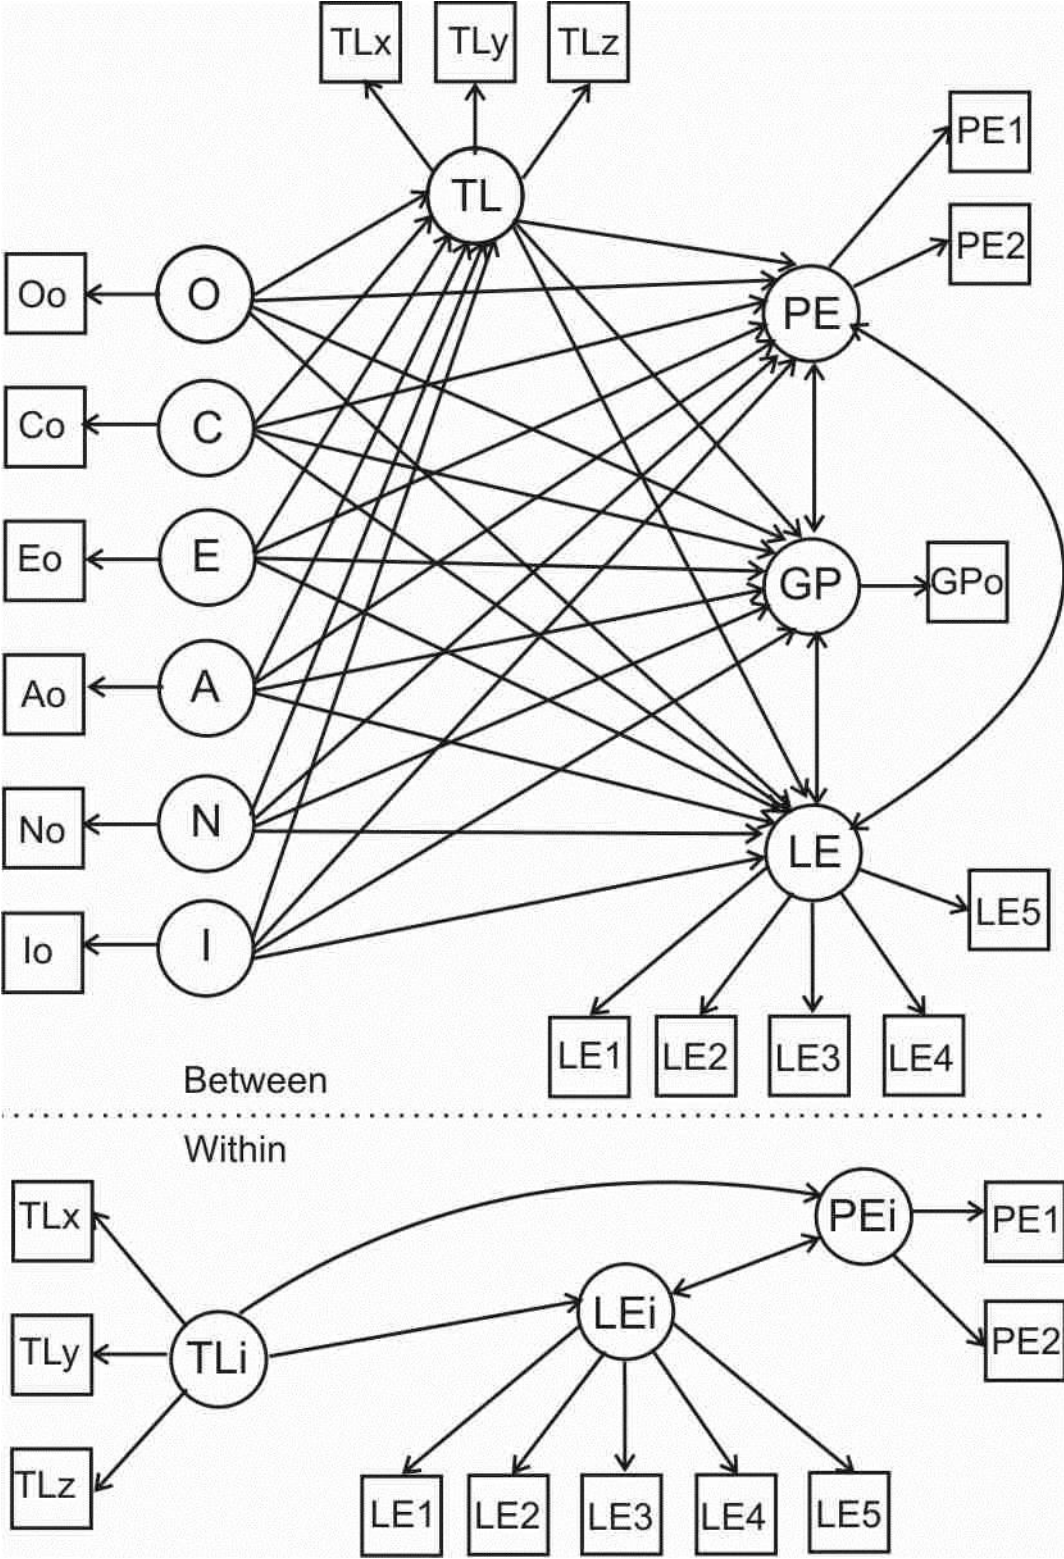 TLx TLy TLz
PE1
TL
PE2
Oo O
PE
Co C
Eo E
GP GPo
Ao A
No N
LE
LE5
Io I
LE1 LE2 LE3 LE4
Between
Within
TLx
PEi PE1
LEi
TLy TLi
PE2
TLz
LE1 LE2 LE3 LE4 LE5